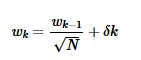 $w_k = \frac{w_{k-1}}{\sqrt{N}} + \delta k$